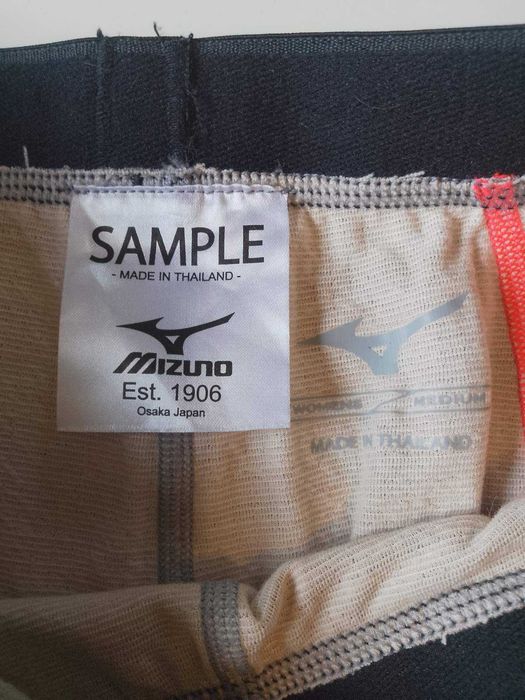 SAMPLE
- MADE IN THAILAND -
MIZUNO
Est. 1906
Osaka Japan
WOMENS MEDIUM
MADE IN THAILAND